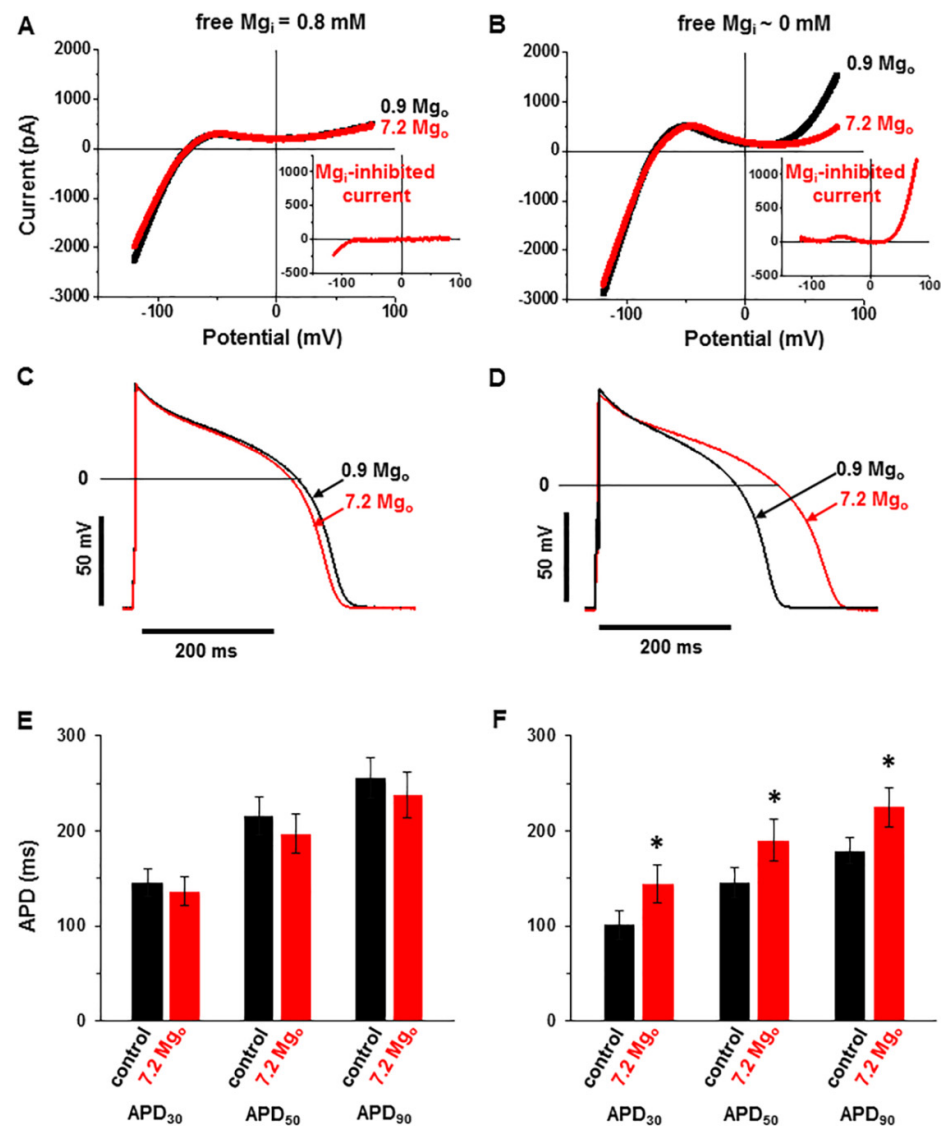 A
free Mgi = 0.8 mM
B
free Mgi ~ 0 mM
Current (pA)
2000
1000
0
-1000
-2000
-3000
-100
0
100
Potential (mV)
0.9 Mgo
7.2 Mgo
Mgi-inhibited
current
1000
500
0
-500
-100
0
100
2000
1000
0
-1000
-2000
-3000
-100
0
100
Potential (mV)
0.9 Mgo
7.2 Mgo
Mgi-inhibited
current
1000
500
0
-500
-100
0
100
C
0
50 mV
200 ms
0.9 Mgo
7.2 Mgo
D
0
50 mV
200 ms
0.9 Mgo
7.2 Mgo
E
APD (ms)
300
200
100
0
control
7.2 Mgo
control
7.2 Mgo
control
7.2 Mgo
APD30
APD50
APD90
F
300
200
100
0
*
*
*
control
7.2 Mgo
control
7.2 Mgo
control
7.2 Mgo
APD30
APD50
APD90